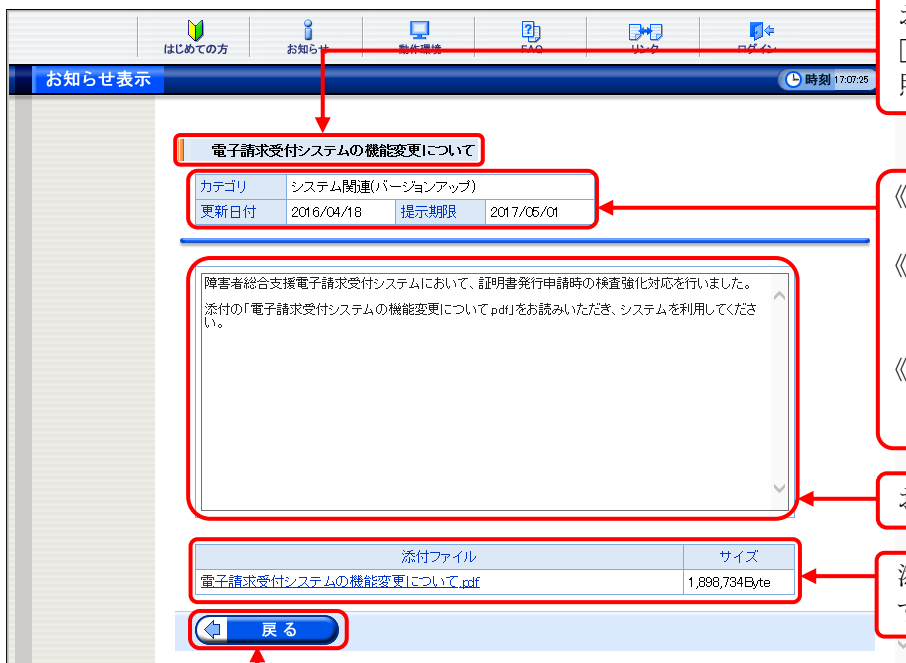 はじめての方 お知らせ 動作環境 FAQ リンク ログイン
お知らせ表示 時刻 17:07:25
電子請求受付システムの機能変更について
カテゴリ システム関連(バージョンアップ)
更新日付 2016/04/18 提示期限 2017/05/01
障害者総合支援電子請求受付システムにおいて、証明書発行申請時の検査強化対応を行いました。
添付の「電子請求受付システムの機能変更について.pdf」をお読みいただき、システムを利用してくださ
い。
添付ファイル サイズ
電子請求受付システムの機能変更について.pdf 1,898,734Byte
戻る
《
《
《